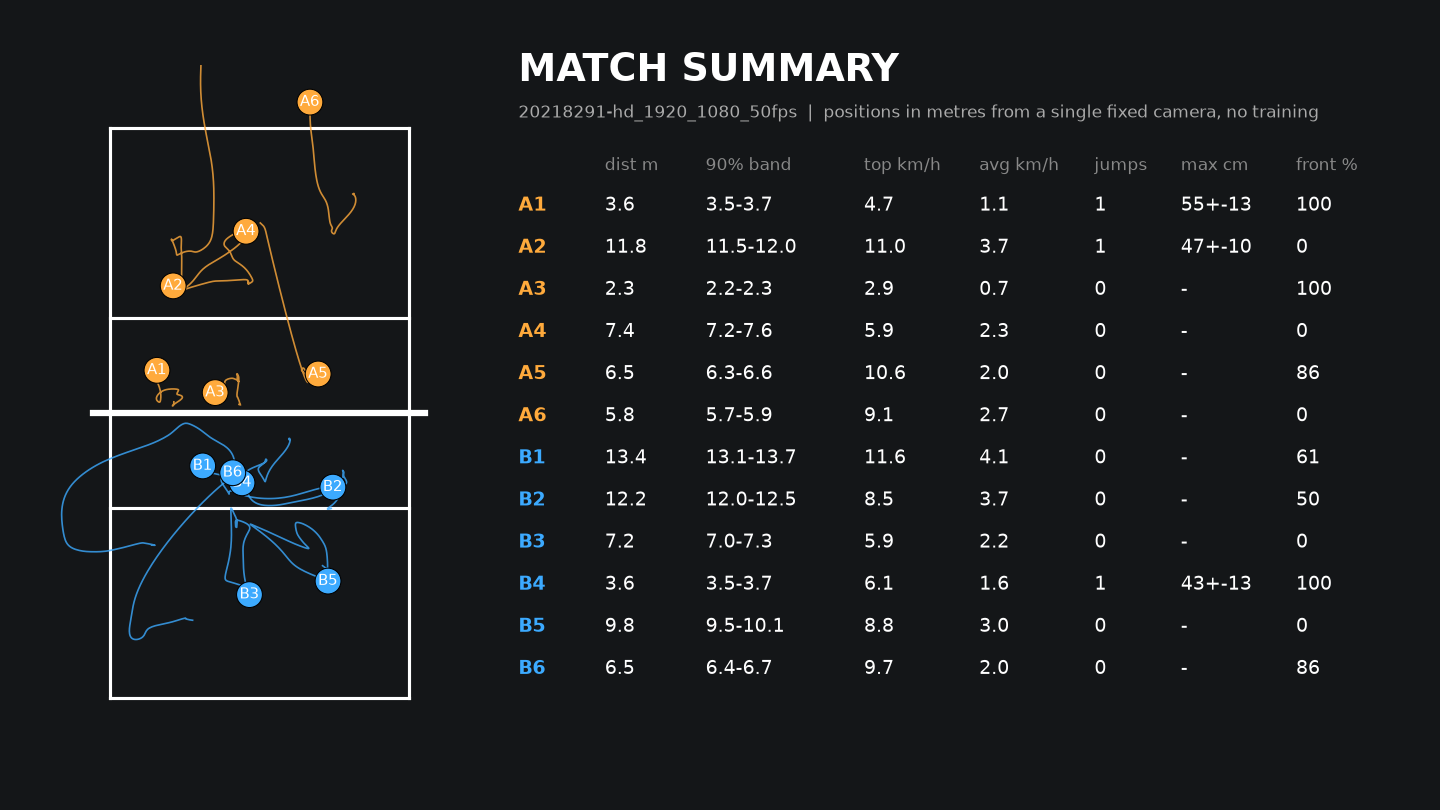 MATCH SUMMARY
20218291-hd_1920_1080_50fps | positions in metres from a single fixed camera, no training
dist m 90% band top km/h avg km/h jumps max cm front %
A1 3.6 3.5-3.7 4.7 1.1 1 55+-13 100
A2 11.8 11.5-12.0 11.0 3.7 1 47+-10 0
A3 2.3 2.2-2.3 2.9 0.7 0 - 100
A4 7.4 7.2-7.6 5.9 2.3 0 - 0
A5 6.5 6.3-6.6 10.6 2.0 0 - 86
A6 5.8 5.7-5.9 9.1 2.7 0 - 0
B1 13.4 13.1-13.7 11.6 4.1 0 - 61
B2 12.2 12.0-12.5 8.5 3.7 0 - 50
B3 7.2 7.0-7.3 5.9 2.2 0 - 0
B4 3.6 3.5-3.7 6.1 1.6 1 43+-13 100
B5 9.8 9.5-10.1 8.8 3.0 0 - 0
B6 6.5 6.4-6.7 9.7 2.0 0 - 86
A6
A4
A2
A1
A5
A3
B1
B6
4
B2
B5
B3